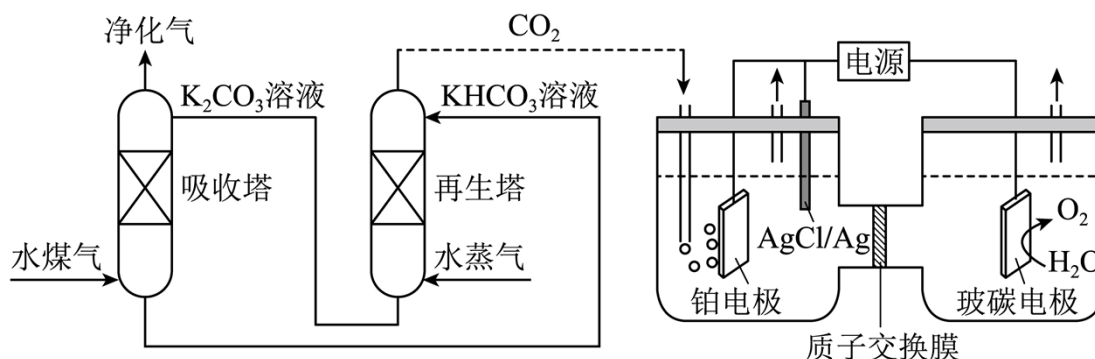 净化气
CO₂
K₂CO₃溶液
KHCO₃溶液
电源
吸收塔
再生塔
水煤气
水蒸气
AgCl/Ag
O₂
H₂O
铂电极
玻碳电极
质子交换膜